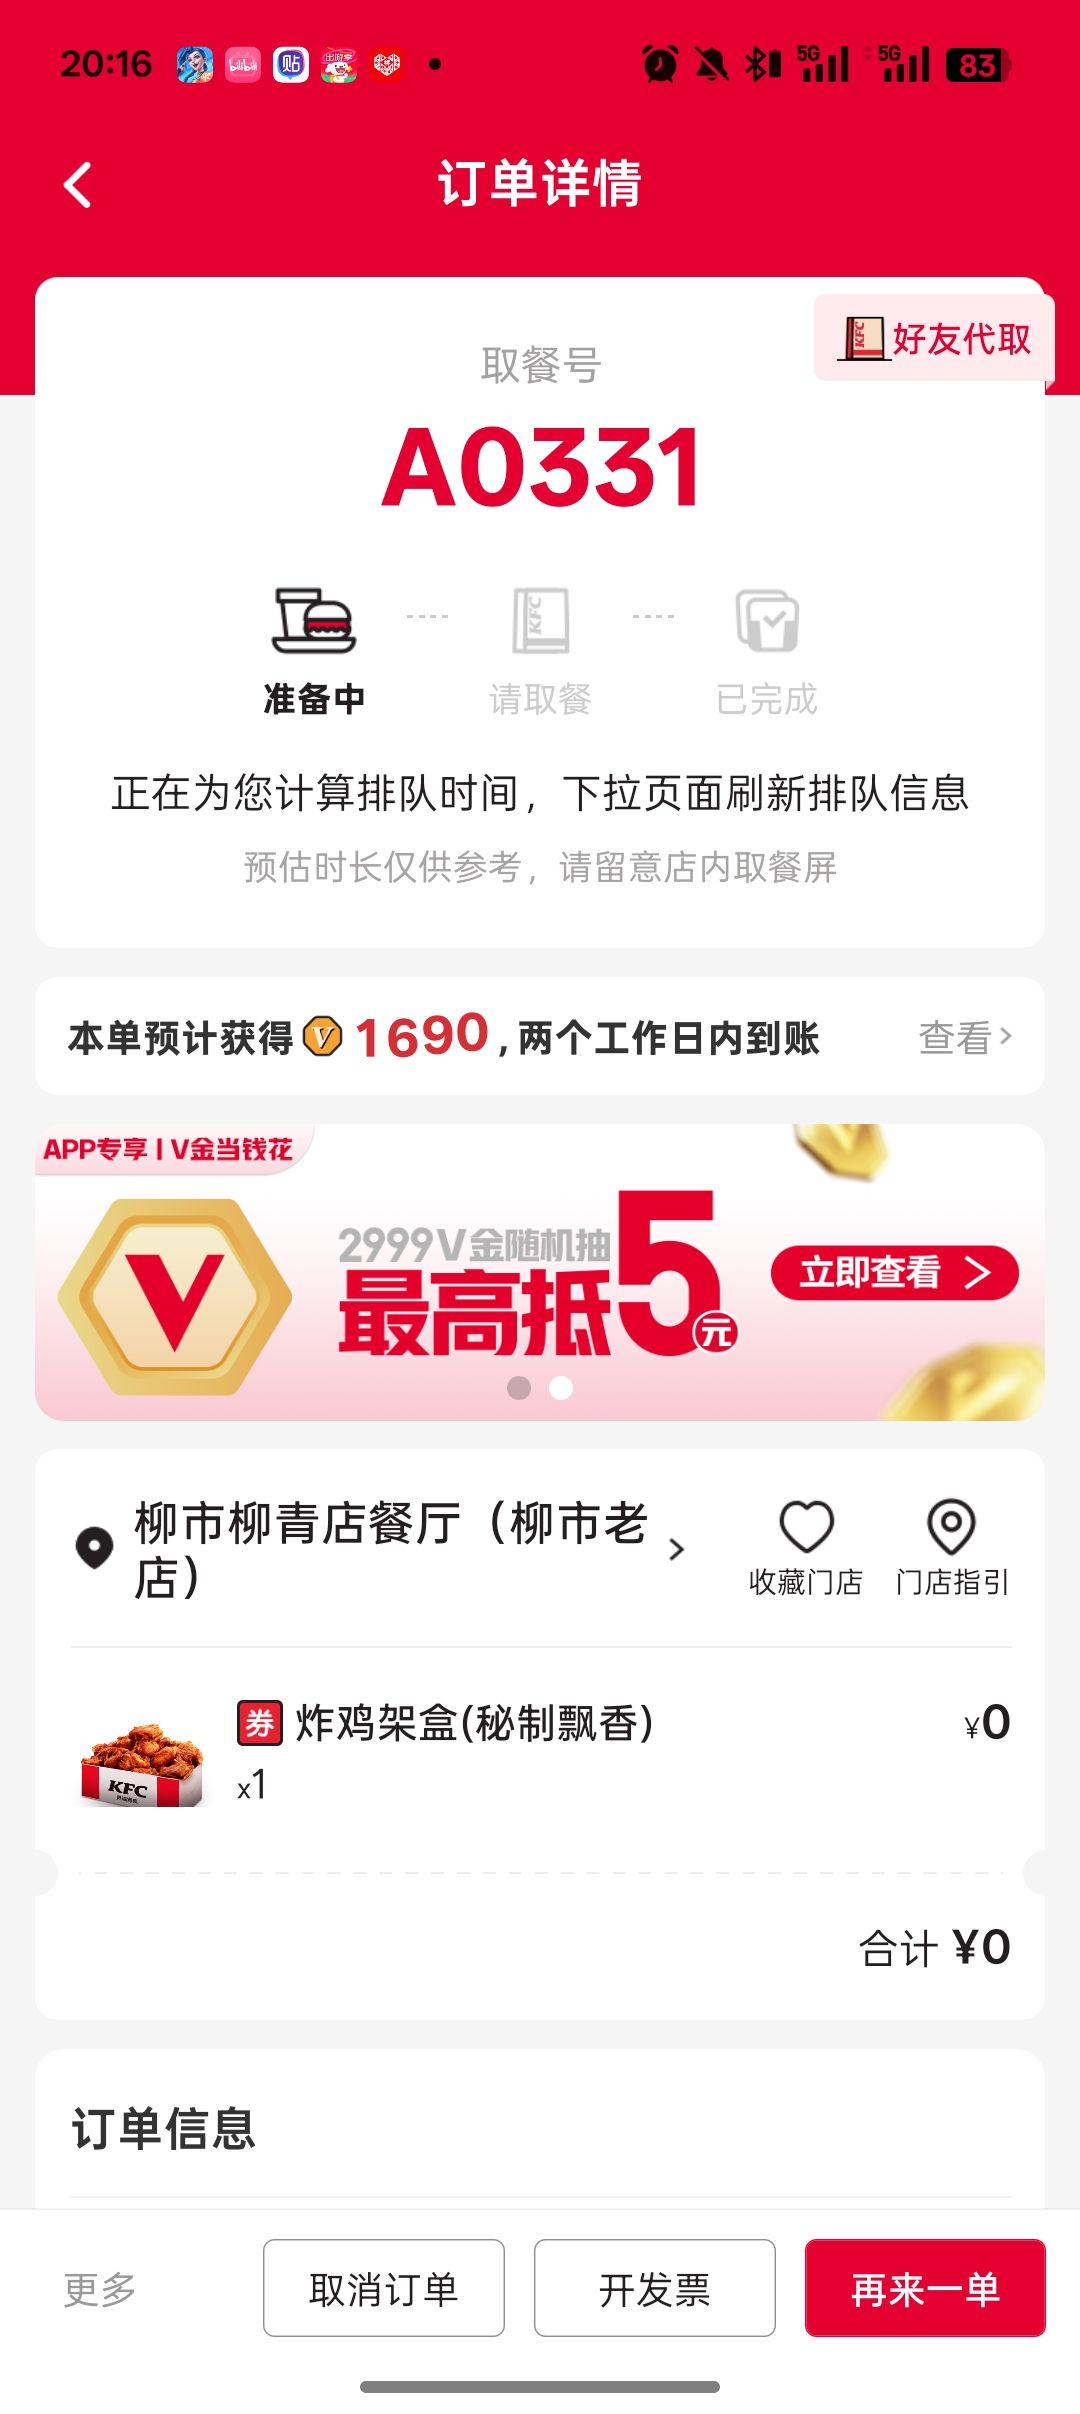 20:16
bilibili
贴
5G
5G
83
订单详情
KFC
好友代取
取餐号
A0331
KFC
准备中
请取餐
已完成
正在为您计算排队时间，下拉页面刷新排队信息
预估时长仅供参考，请留意店内取餐屏
本单预计获得 V 1690 ,两个工作日内到账
查看
APP专享 | V金当钱花
V
2999V金随机抽
最高抵5元
立即查看
柳市柳青店餐厅（柳市老
店）
收藏门店
门店指引
券 炸鸡架盒(秘制飘香)
¥0
x1
KFC
合计 ¥0
订单信息
更多
取消订单
开发票
再来一单